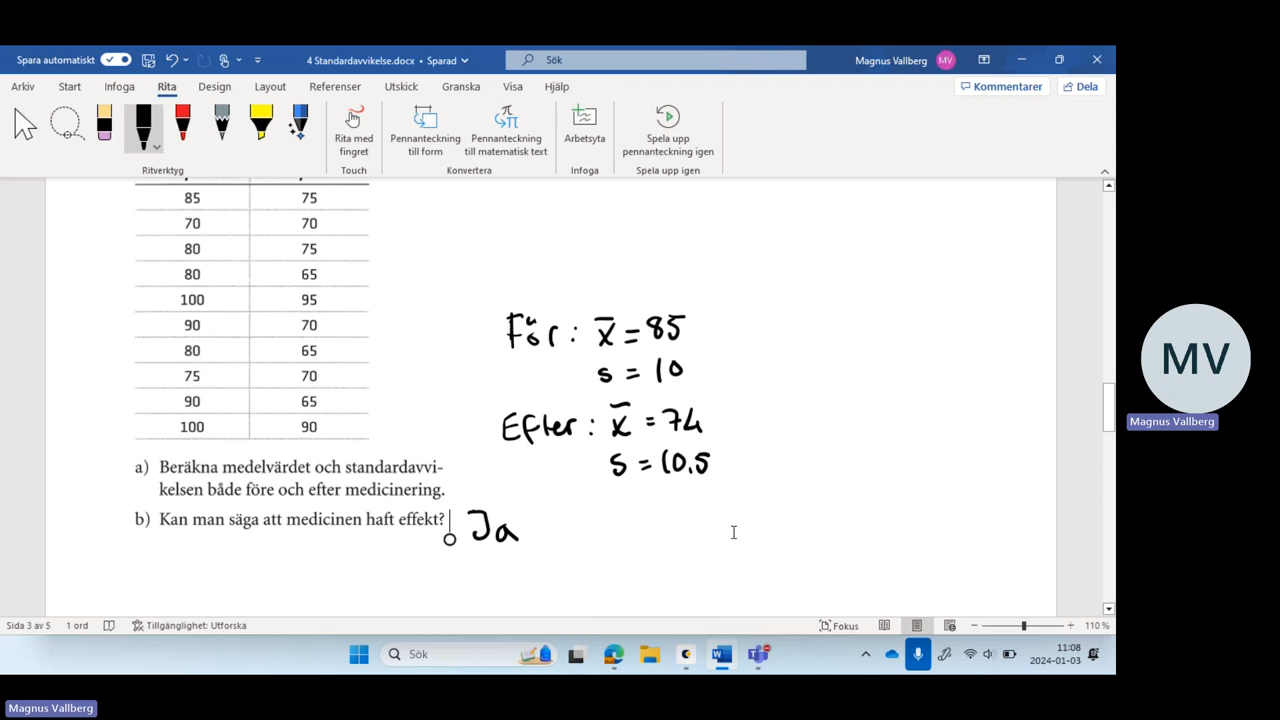 Spara automatiskt
4 Standardavvikelse.docx • Sparad
Sök
Magnus Vallberg
MV
Arkiv Start Infoga Rita Design Layout Referenser Utskick Granska Visa Hjälp
Kommentarer
Dela
Rita med fingret
Pennanteckning till form
Pennanteckning till matematisk text
Arbetsyta
Spela upp pennanteckning igen
Ritverktyg
Touch
Konvertera
Infoga
Spela upp igen
85 75
70 70
80 75
80 65
100 95
90 70
80 65
75 70
90 65
100 90
För: x̄ = 85
s = 10
Efter: x̄ = 74
s = 10.5
a) Beräkna medelvärdet och standardavvi-
kelsen både före och efter medicinering.
b) Kan man säga att medicinen haft effekt? Ja
MV
Magnus Vallberg
Sida 3 av 5
1 ord
Tillgänglighet: Utforska
Fokus
110 %
Sök
11:08
2024-01-03
Magnus Vallberg